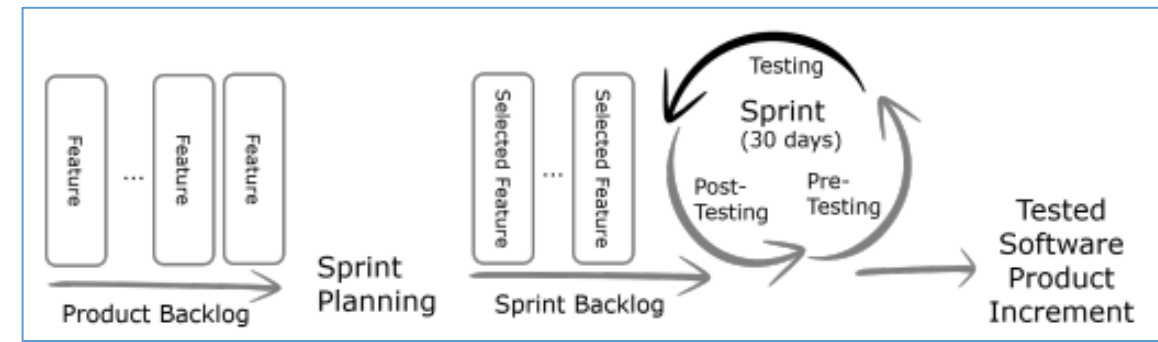 Feature
...
Feature
Feature
Product Backlog
Sprint
Planning
Selected Feature
...
Selected Feature
Sprint Backlog
Testing
Sprint
(30 days)
Post-
Testing
Pre-
Testing
Tested
Software
Product
Increment